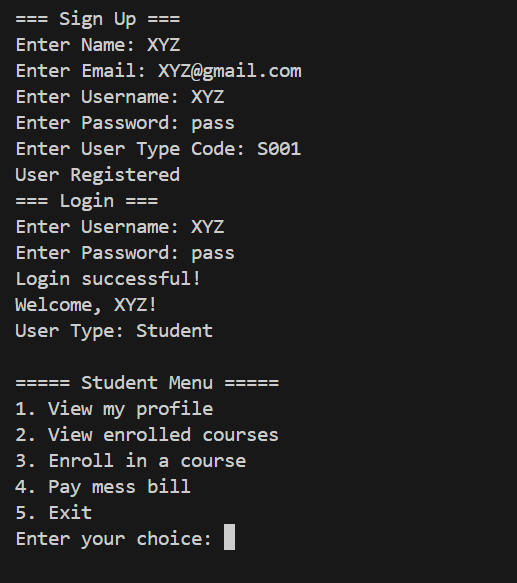 === Sign Up ===
Enter Name: XYZ
Enter Email: XYZ@gmail.com
Enter Username: XYZ
Enter Password: pass
Enter User Type Code: S001
User Registered
=== Login ===
Enter Username: XYZ
Enter Password: pass
Login successful!
Welcome, XYZ!
User Type: Student
===== Student Menu =====
1. View my profile
2. View enrolled courses
3. Enroll in a course
4. Pay mess bill
5. Exit
Enter your choice: